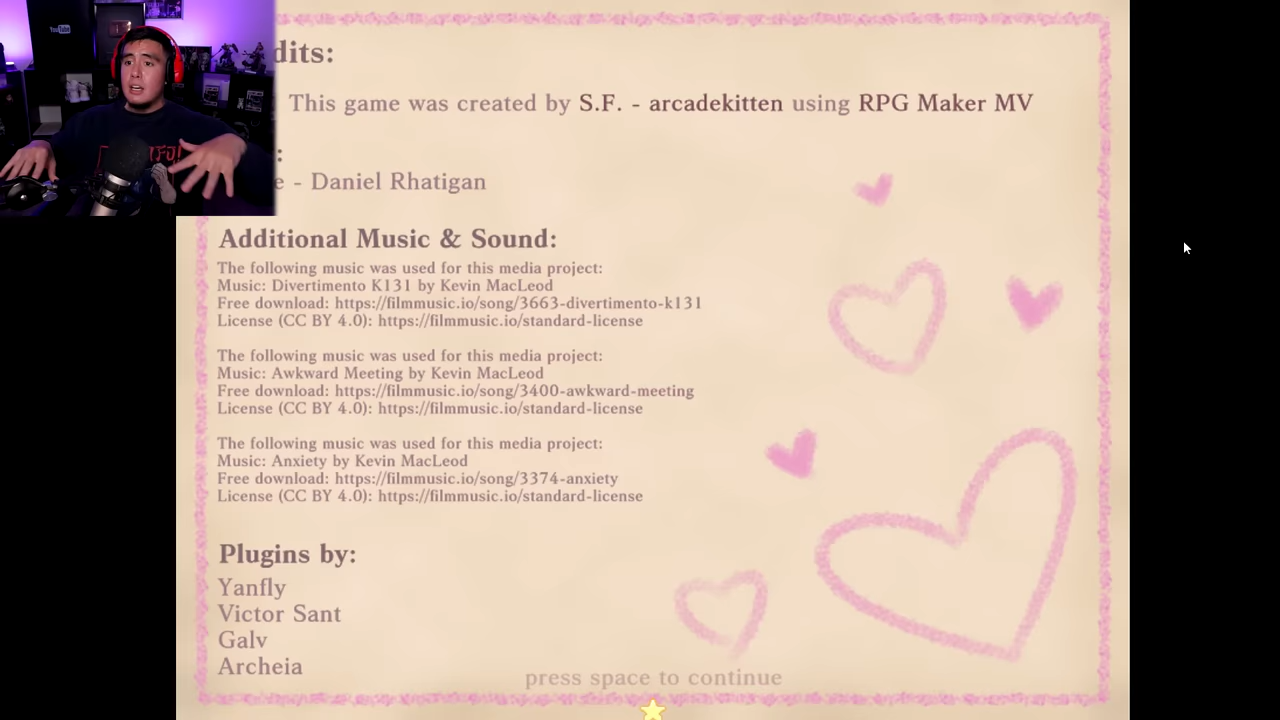 dits:
This game was created by S.F. - arcadekitten using RPG Maker MV
:
e - Daniel Rhatigan
Additional Music & Sound:
The following music was used for this media project:
Music: Divertimento K131 by Kevin MacLeod
Free download: https://filmmusic.io/song/3663-divertimento-k131
License (CC BY 4.0): https://filmmusic.io/standard-license
The following music was used for this media project:
Music: Awkward Meeting by Kevin MacLeod
Free download: https://filmmusic.io/song/3400-awkward-meeting
License (CC BY 4.0): https://filmmusic.io/standard-license
The following music was used for this media project:
Music: Anxiety by Kevin MacLeod
Free download: https://filmmusic.io/song/3374-anxiety
License (CC BY 4.0): https://filmmusic.io/standard-license
Plugins by:
Yanfly
Victor Sant
Galv
Archeia
press space to continue